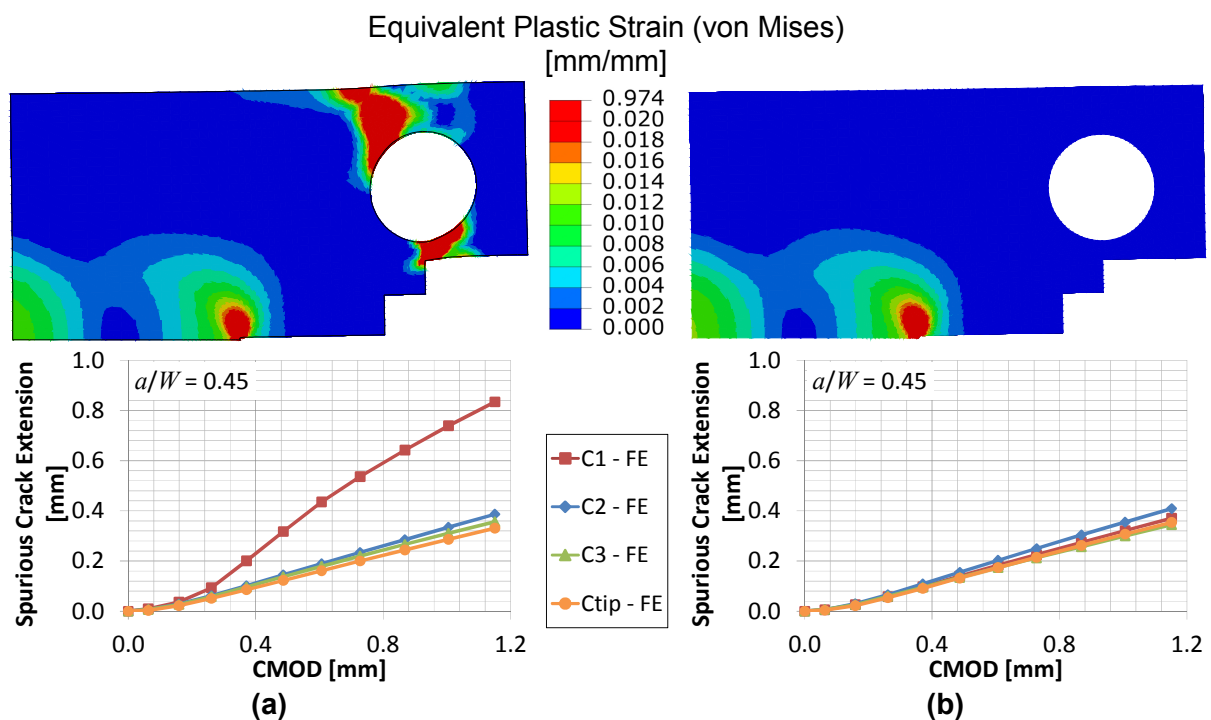 Equivalent Plastic Strain (von Mises)
[mm/mm]
0.974
0.020
0.018
0.016
0.014
0.012
0.010
0.008
0.006
0.004
0.002
0.000
Spurious Crack Extension
[mm]
1.0
0.8
0.6
0.4
0.2
0.0
a/W = 0.45
0.0 0.4 0.8 1.2
CMOD [mm]
(a)
C1 - FE
C2 - FE
C3 - FE
Ctip - FE
Spurious Crack Extension
[mm]
1.0
0.8
0.6
0.4
0.2
0.0
a/W = 0.45
0.0 0.4 0.8 1.2
CMOD [mm]
(b)